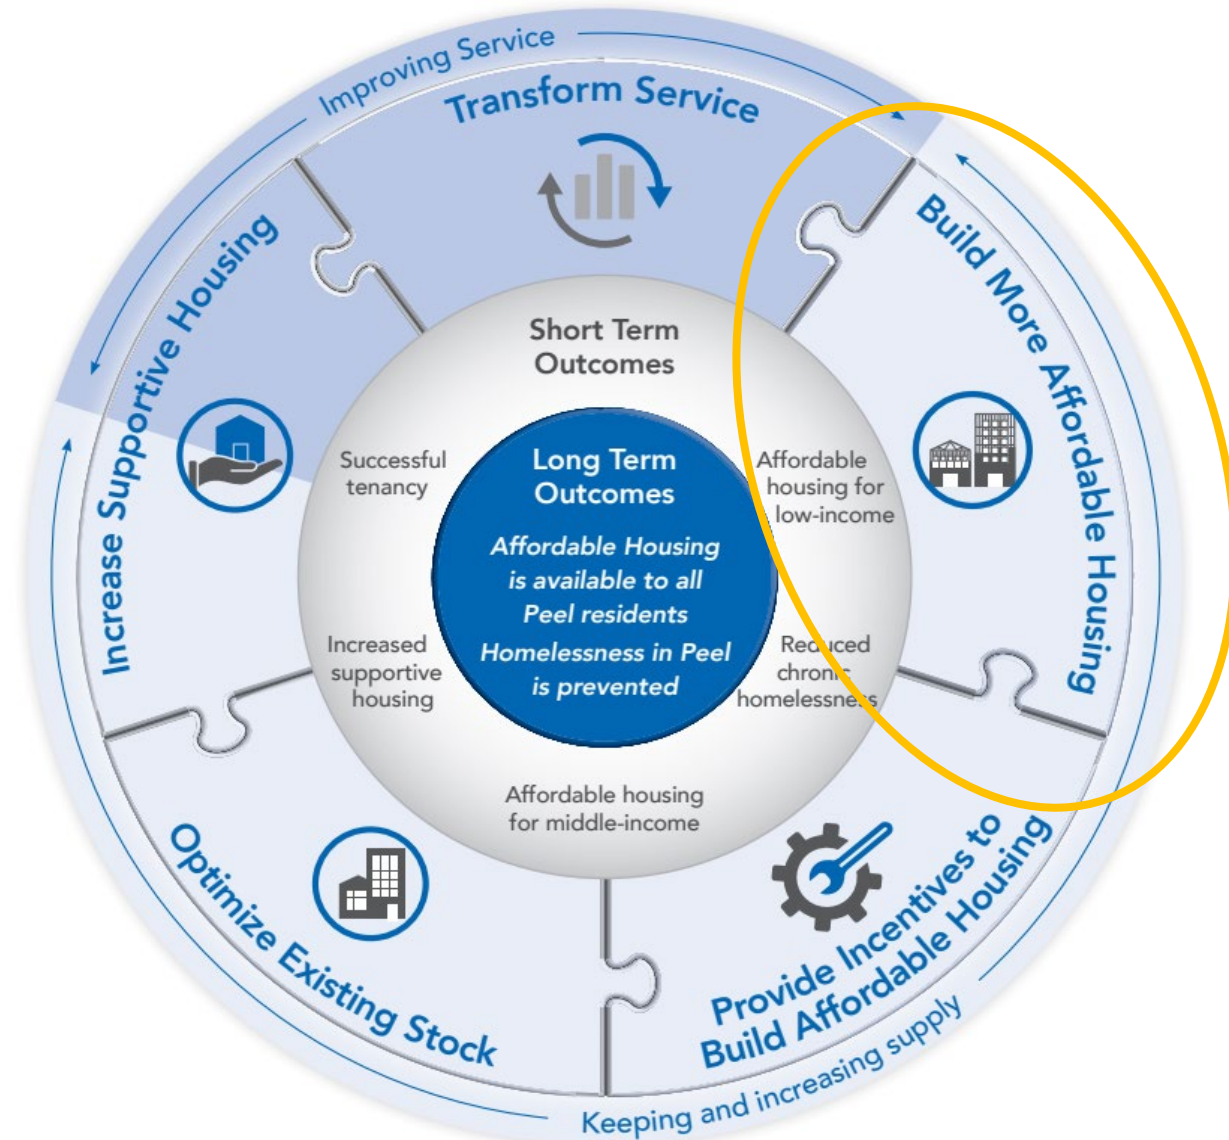 Improving Service
Transform Service
Build More Affordable Housing
Increase Supportive Housing
Short Term
Outcomes
Successful
tenancy
Long Term
Outcomes
Affordable Housing
is available to all
Peel residents
Homelessness in Peel
is prevented
Affordable
housing for
low-income
Increased
supportive
housing
Reduced
chronic
homelessness
Affordable housing
for middle-income
Optimize Existing Stock
Provide Incentives to
Build Affordable Housing
Keeping and increasing supply